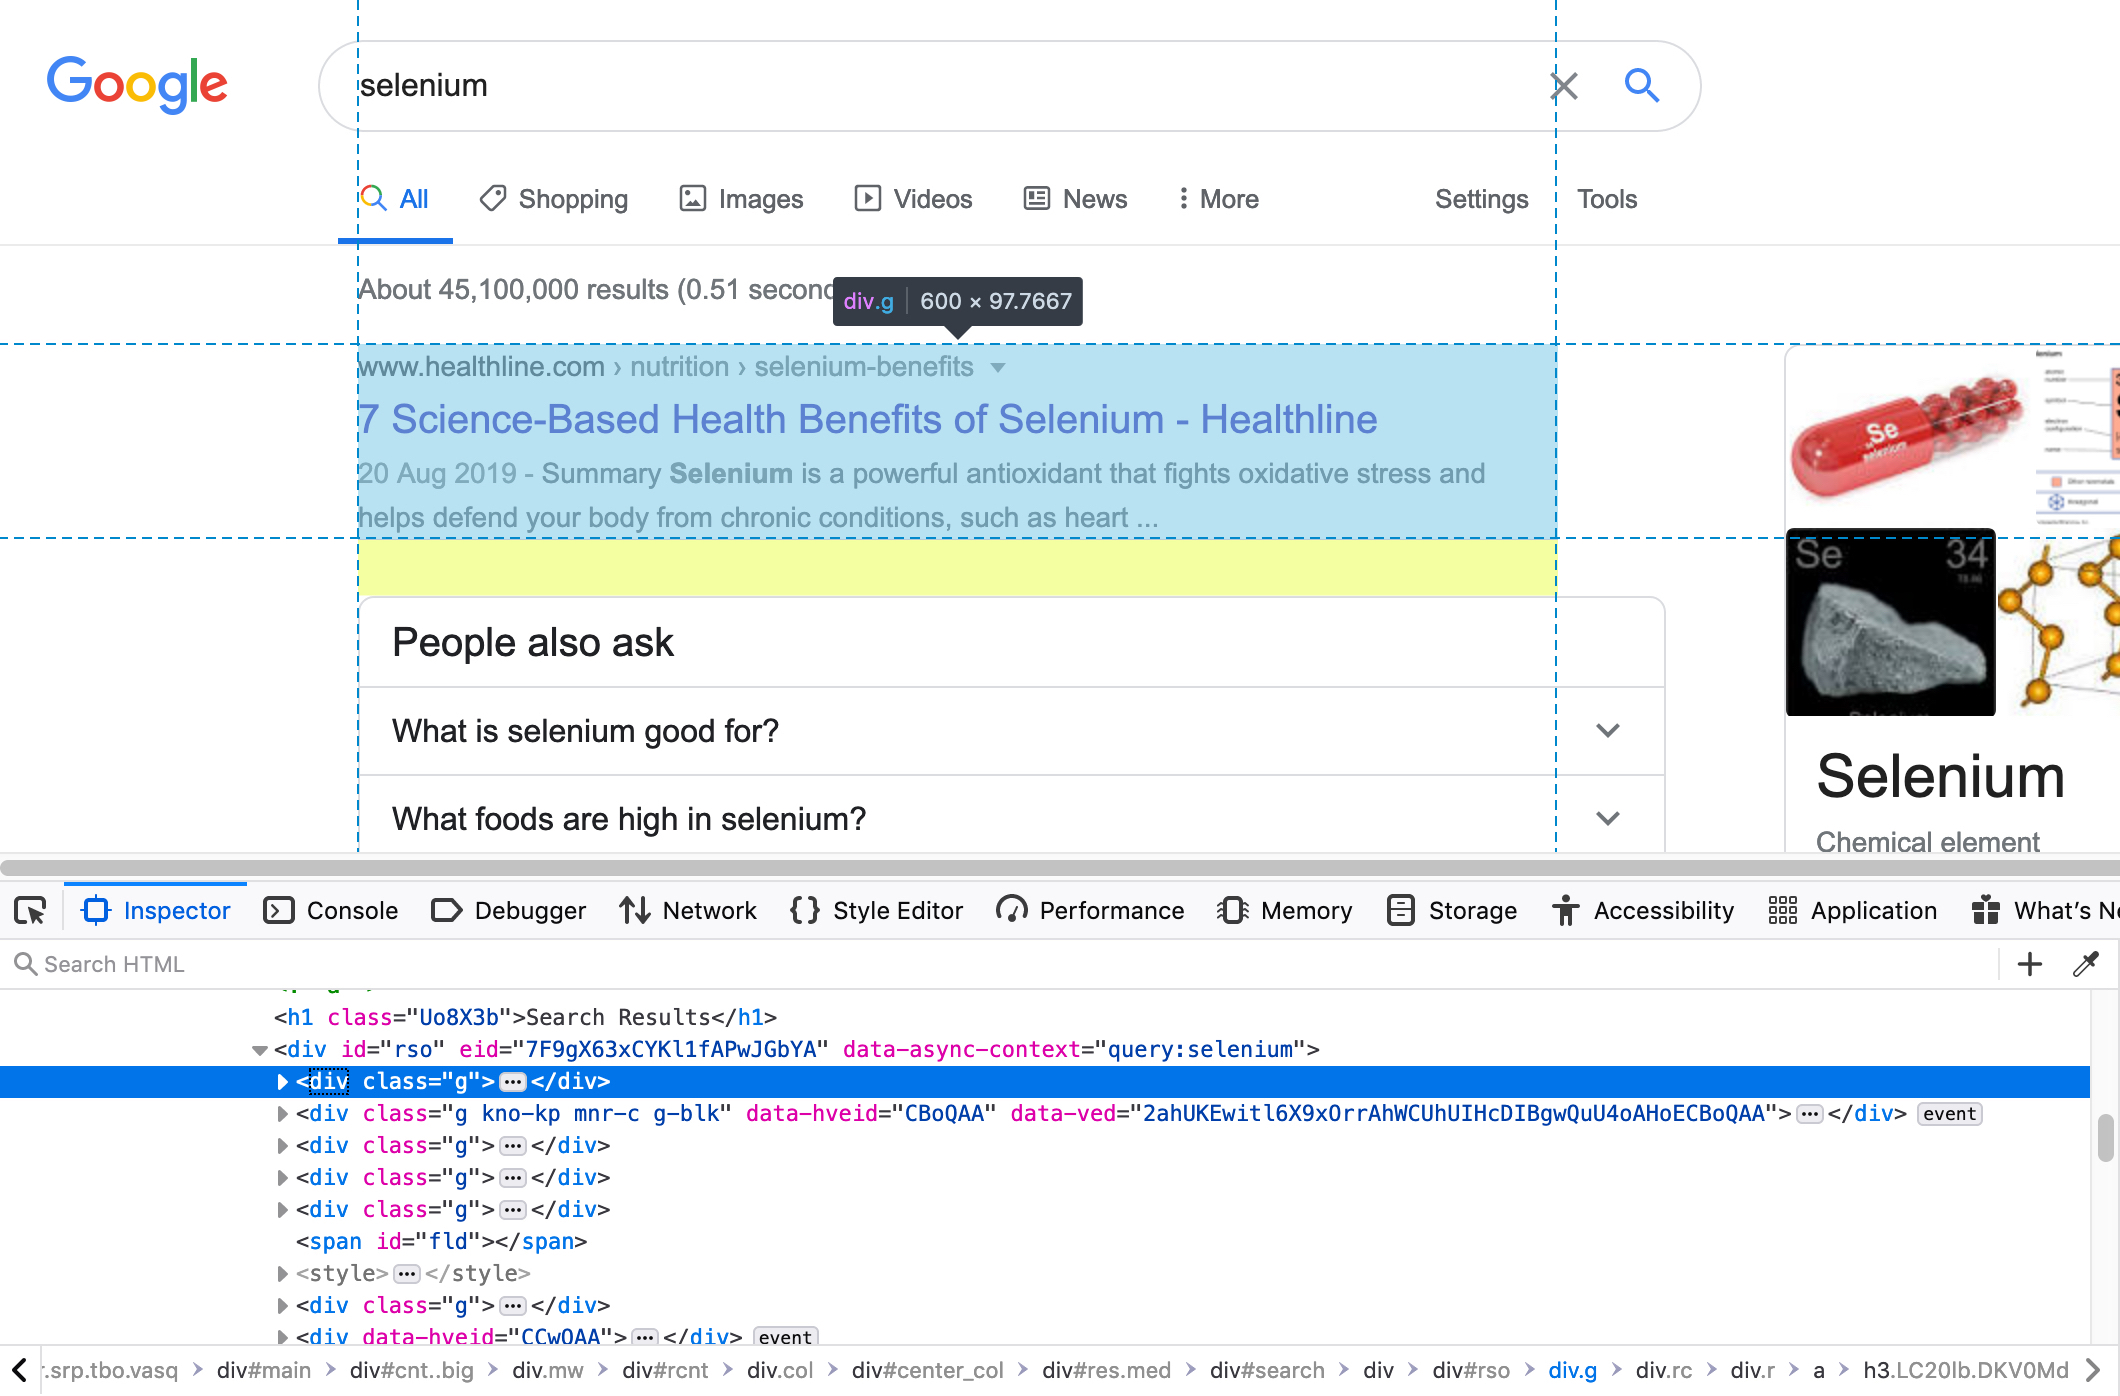 Google
selenium
All Shopping Images Videos News More Settings Tools
About 45,100,000 results (0.51 second
div.g 600 × 97.7667
www.healthline.com › nutrition › selenium-benefits
7 Science-Based Health Benefits of Selenium - Healthline
20 Aug 2019 - Summary Selenium is a powerful antioxidant that fights oxidative stress and
helps defend your body from chronic conditions, such as heart ...
People also ask
What is selenium good for?
What foods are high in selenium?
Se
selenium
Se 34
Selenium
Chemical element
Inspector Console Debugger Network Style Editor Performance Memory Storage Accessibility Application What's Ne
Search HTML
<h1 class="Uo8X3b">Search Results</h1>
<div id="rso" eid="7F9gX63xCYKl1fAPwJGbYA" data-async-context="query:selenium">
<div class="g">···</div>
<div class="g kno-kp mnr-c g-blk" data-hveid="CBoQAA" data-ved="2ahUKEwitl6X9xOrrAhWCUhUIHcDIBgwQuU4oAHoECBoQAA">···</div> event
<div class="g">···</div>
<div class="g">···</div>
<div class="g">···</div>
<span id="fld"></span>
<style>···</style>
<div class="g">···</div>
<div data-hveid="CCwQAA">···</div> event
r.srp.tbo.vasq div#main div#cnt..big div.mw div#rcnt div.col div#center_col div#res.med div#search div div#rso div.g div.rc div.r a h3.LC20lb.DKV0Md